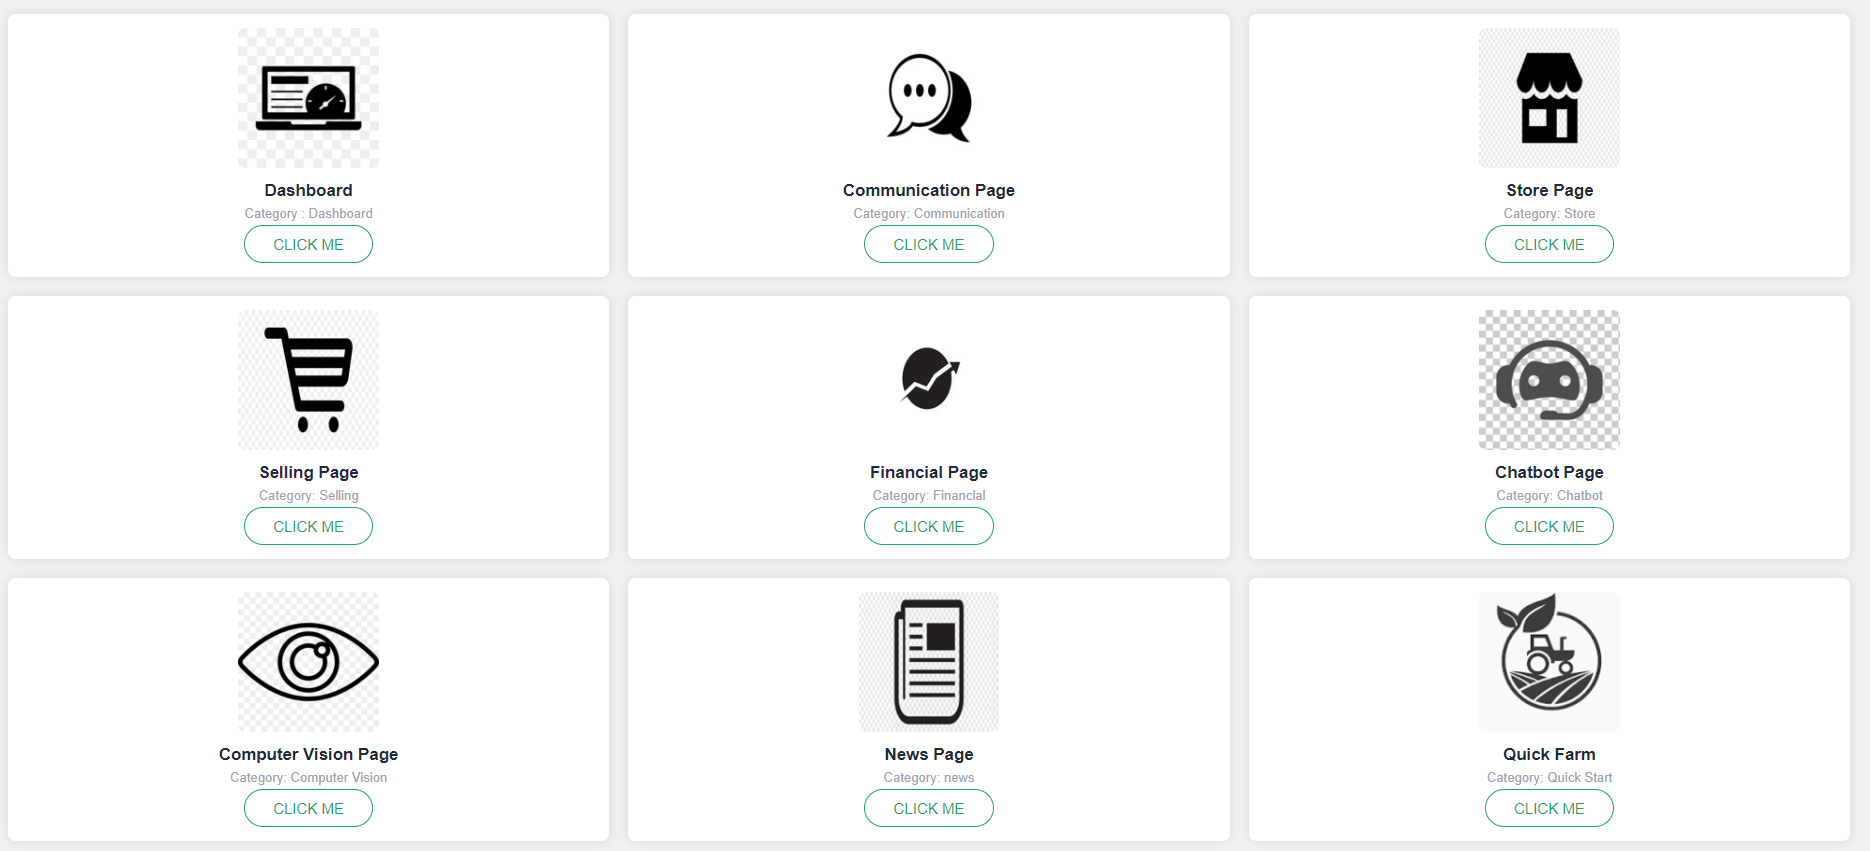 Dashboard
Category : Dashboard
CLICK ME
Communication Page
Category: Communication
CLICK ME
Store Page
Category: Store
CLICK ME
Selling Page
Category: Selling
CLICK ME
Financial Page
Category: Financial
CLICK ME
Chatbot Page
Category: Chatbot
CLICK ME
Computer Vision Page
Category: Computer Vision
CLICK ME
News Page
Category: news
CLICK ME
Quick Farm
Category: Quick Start
CLICK ME